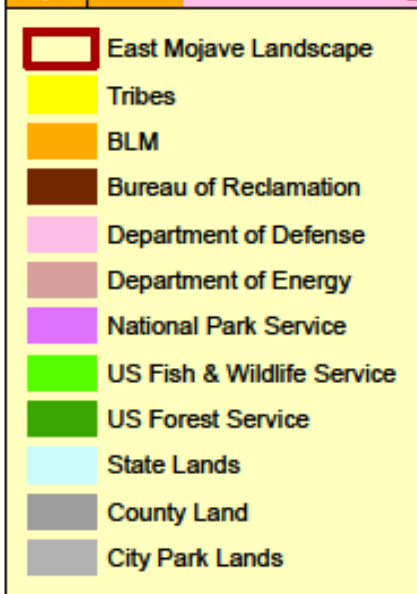 East Mojave Landscape
Tribes
BLM
Bureau of Reclamation
Department of Defense
Department of Energy
National Park Service
US Fish & Wildlife Service
US Forest Service
State Lands
County Land
City Park Lands